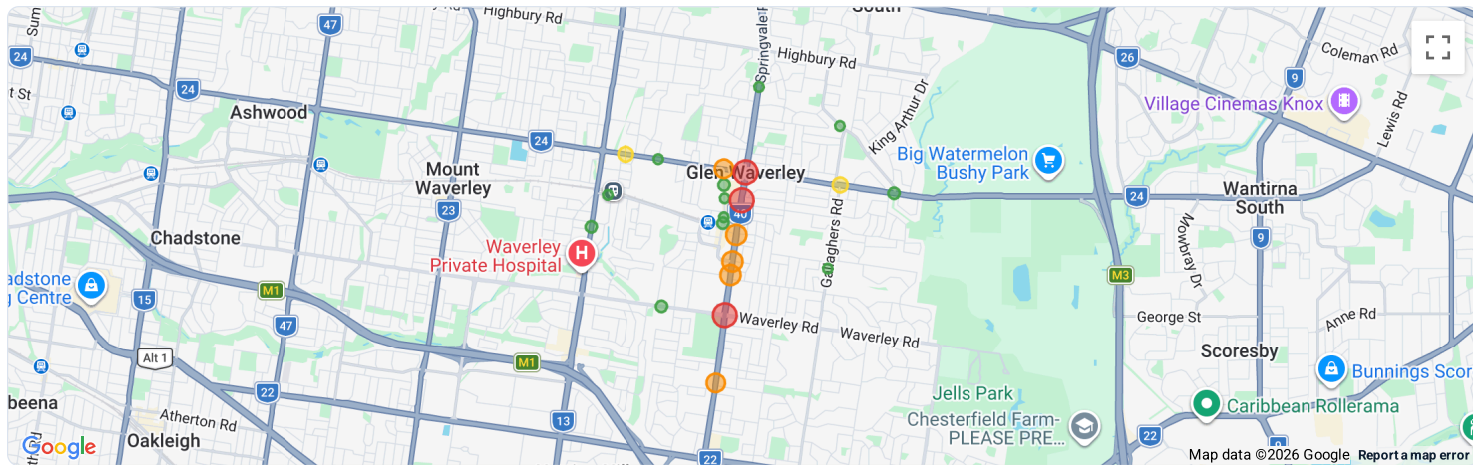 South
Highbury Rd
47
Springvale
24
26
Coleman Rd
9
Highbury Rd
24
Village Cinemas Knox
Lewis Rd
Ashwood
King Arthur Dr
24
Big Watermelon
Bushy Park
Glen Waverley
Mount
Waverley
24
Wantirna
South
23
40
Mowbray Dr
Gallaghers Rd
Chadstone
9
Waverley
Private Hospital
H
M3
Centre
M1
15
George St
Anne Rd
Waverley Rd
47
Waverley Rd
Scoresby
Alt 1
M1
Bunnings
22
Jells Park
Caribbean Rollerama
Chesterfield Farm-
PLEASE PRE...
Atherton Rd
13
22
9
Oakleigh
Google
22
Map data ©2026 Google
Report a map error